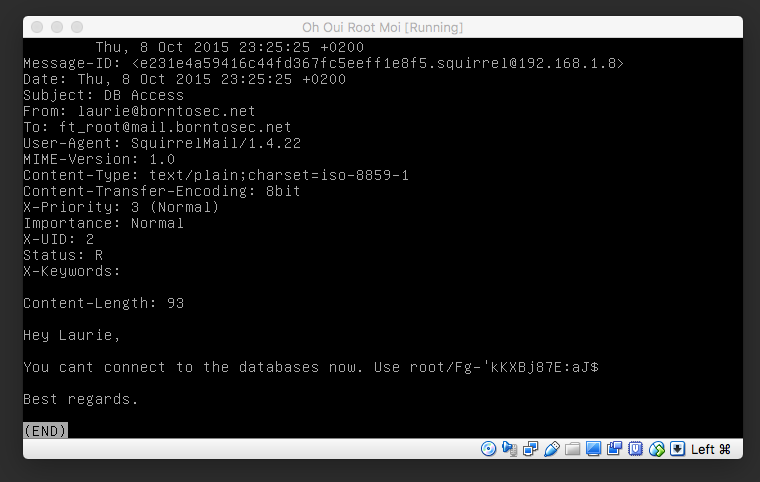 Oh Oui Root Moi [Running]
Thu, 8 Oct 2015 23:25:25 +0200
Message-ID: <e231e4a59416c44fd367fc5eeff1e8f5.squirrel@192.168.1.8>
Date: Thu, 8 Oct 2015 23:25:25 +0200
Subject: DB Access
From: laurie@borntosec.net
To: ft_root@mail.borntosec.net
User-Agent: SquirrelMail/1.4.22
MIME-Version: 1.0
Content-Type: text/plain;charset=iso-8859-1
Content-Transfer-Encoding: 8bit
X-Priority: 3 (Normal)
Importance: Normal
X-UID: 2
Status: R
X-Keywords:
Content-Length: 93
Hey Laurie,
You cant connect to the databases now. Use root/Fg-'kKXBj87E:aJ$
Best regards.
(END)
Left ⌘